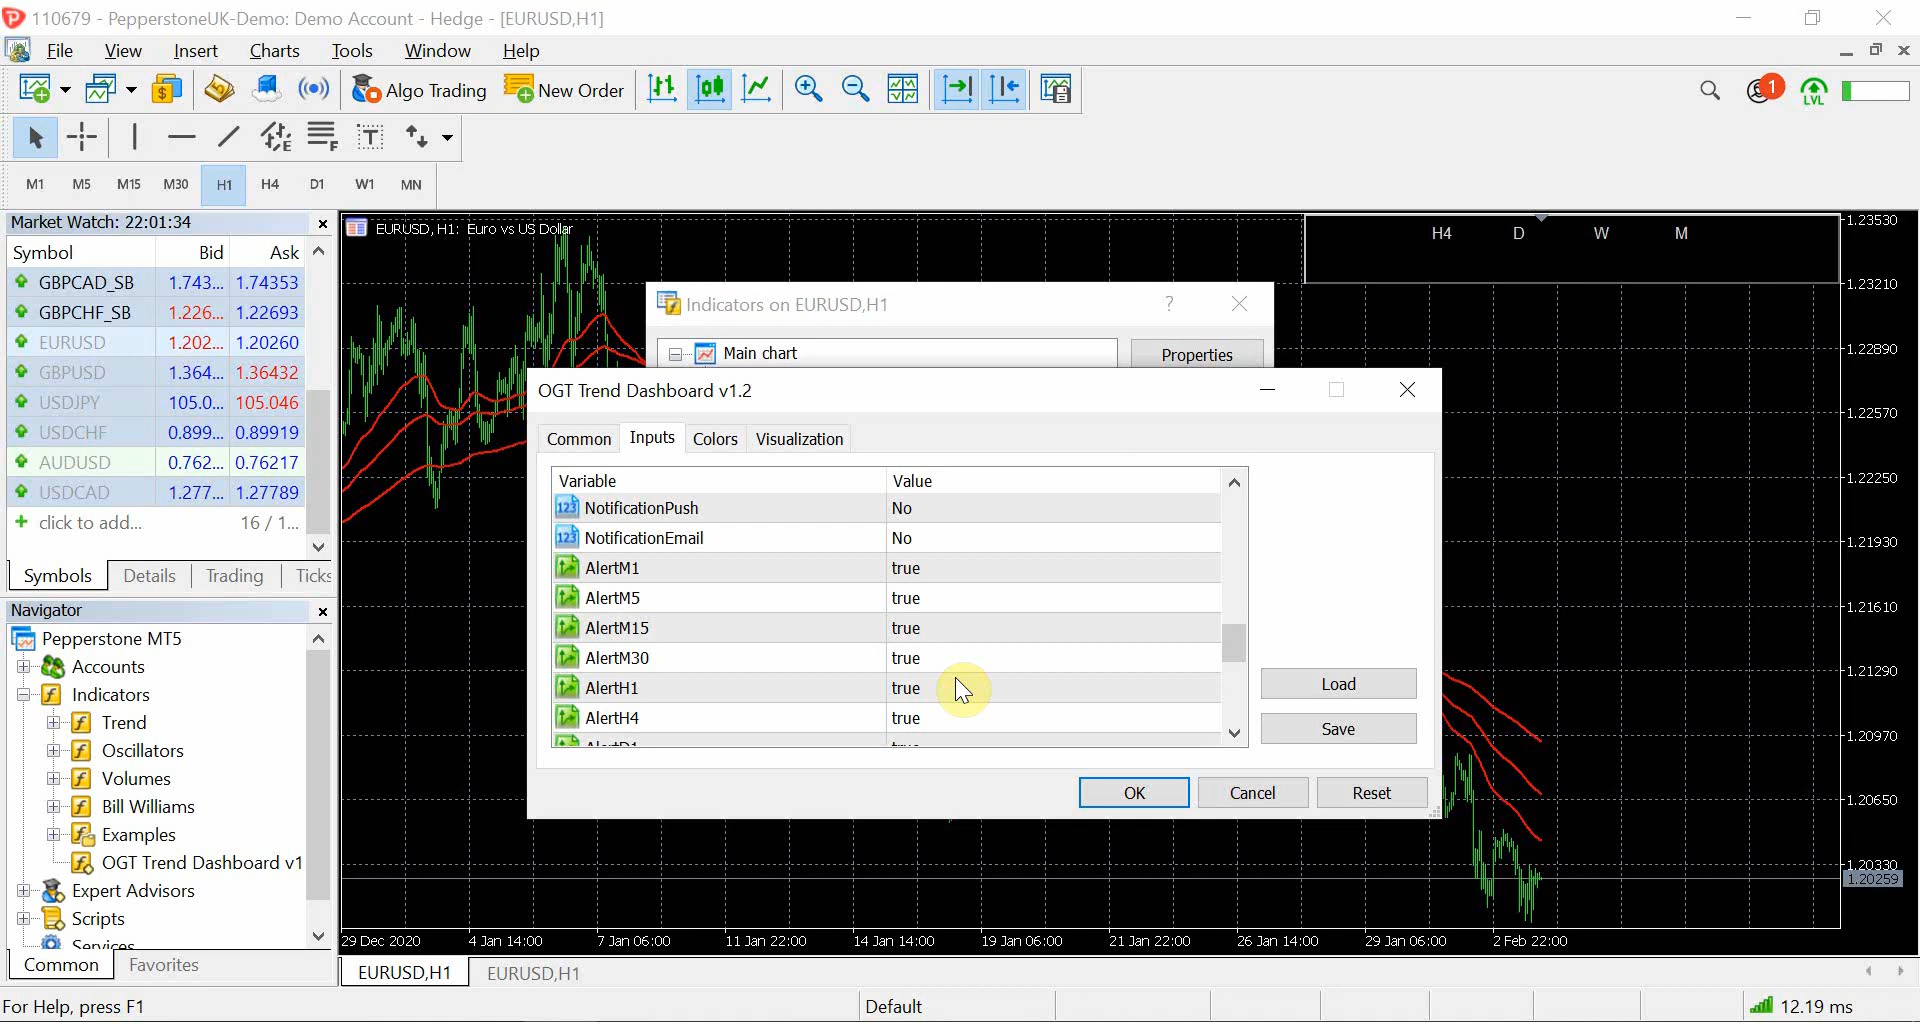 110679 - PepperstoneUK-Demo: Demo Account - Hedge - [EURUSD,H1]
File View Insert Charts Tools Window Help
Algo Trading New Order 1 LVL
E F T
M1 M5 M15 M30 H1 H4 D1 W1 MN
Market Watch: 22:01:34
Symbol Bid Ask
GBPCAD_SB 1.743... 1.74353
GBPCHF_SB 1.226... 1.22693
EURUSD 1.202... 1.20260
GBPUSD 1.364... 1.36432
USDJPY 105.0... 105.046
USDCHF 0.899... 0.89919
AUDUSD 0.762... 0.76217
USDCAD 1.277... 1.27789
click to add... 16 / 1...
Symbols Details Trading Ticks
Navigator
Pepperstone MT5
Accounts
Indicators
Trend
Oscillators
Volumes
Bill Williams
Examples
OGT Trend Dashboard v1
Expert Advisors
Scripts
Services
Common Favorites
EURUSD, H1: Euro vs US Dollar
H4 D W M
Indicators on EURUSD,H1 ?
Main chart
Properties
OGT Trend Dashboard v1.2
Common Inputs Colors Visualization
Variable Value
123 NotificationPush No
123 NotificationEmail No
AlertM1 true
AlertM5 true
AlertM15 true
AlertM30 true
AlertH1 true
AlertH4 true
AlertD1 true
Load
Save
OK Cancel Reset
1.23530
1.23210
1.22890
1.22570
1.22250
1.21930
1.21610
1.21290
1.20970
1.20650
1.20330
1.20259
29 Dec 2020 4 Jan 14:00 7 Jan 06:00 11 Jan 22:00 14 Jan 14:00 19 Jan 06:00 21 Jan 22:00 26 Jan 14:00 29 Jan 06:00 2 Feb 22:00
EURUSD,H1 EURUSD,H1
For Help, press F1 Default 12.19 ms